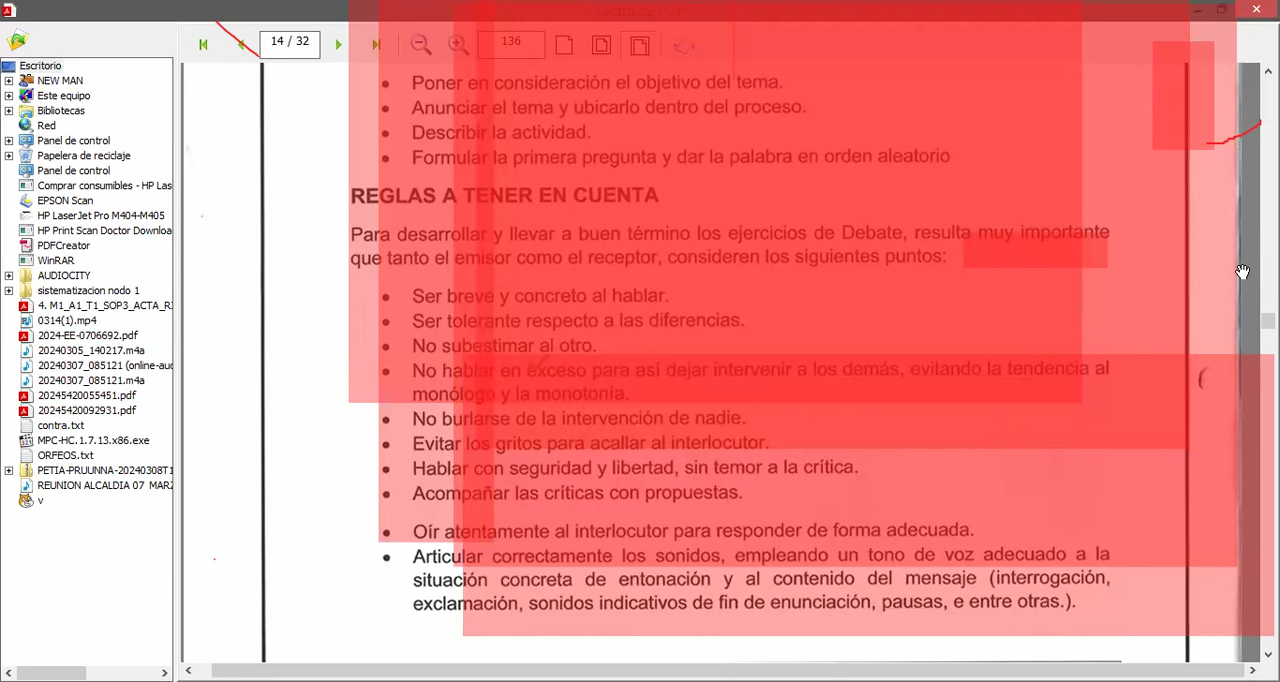 14 / 32
136
Escritorio
NEW MAN
Este equipo
Bibliotecas
Red
Panel de control
Papelera de reciclaje
Panel de control
Comprar consumibles - HP Las
EPSON Scan
HP LaserJet Pro M404-M405
HP Print Scan Doctor Downloa
PDFCreator
WinRAR
AUDIOCITY
sistematizacion nodo 1
4. M1_A1_T1_SOP3_ACTA_R
0314(1).mp4
2024-EE-0706692.pdf
20240305_140217.m4a
20240307_085121 (online-aud
20240307_085121.m4a
20245420055451.pdf
20245420092931.pdf
contra.txt
MPC-HC.1.7.13.x86.exe
ORFEOS.txt
PETIA-PRUUNNA-20240308T1
REUNION ALCALDIA 07 MARZ
v
• Poner en consideración el objetivo del tema.
• Anunciar el tema y ubicarlo dentro del proceso.
• Describir la actividad.
• Formular la primera pregunta y dar la palabra en orden aleatorio
REGLAS A TENER EN CUENTA
Para desarrollar y llevar a buen término los ejercicios de Debate, resulta muy importante
que tanto el emisor como el receptor, consideren los siguientes puntos:
• Ser breve y concreto al hablar.
• Ser tolerante respecto a las diferencias.
• No subestimar al otro.
• No hablar en exceso para así dejar intervenir a los demás, evitando la tendencia al
monólogo y la monotonía.
• No burlarse de la intervención de nadie.
• Evitar los gritos para acallar al interlocutor.
• Hablar con seguridad y libertad, sin temor a la crítica.
• Acompañar las críticas con propuestas.
• Oír atentamente al interlocutor para responder de forma adecuada.
• Articular correctamente los sonidos, empleando un tono de voz adecuado a la
situación concreta de entonación y al contenido del mensaje (interrogación,
exclamación, sonidos indicativos de fin de enunciación, pausas, e entre otras.).